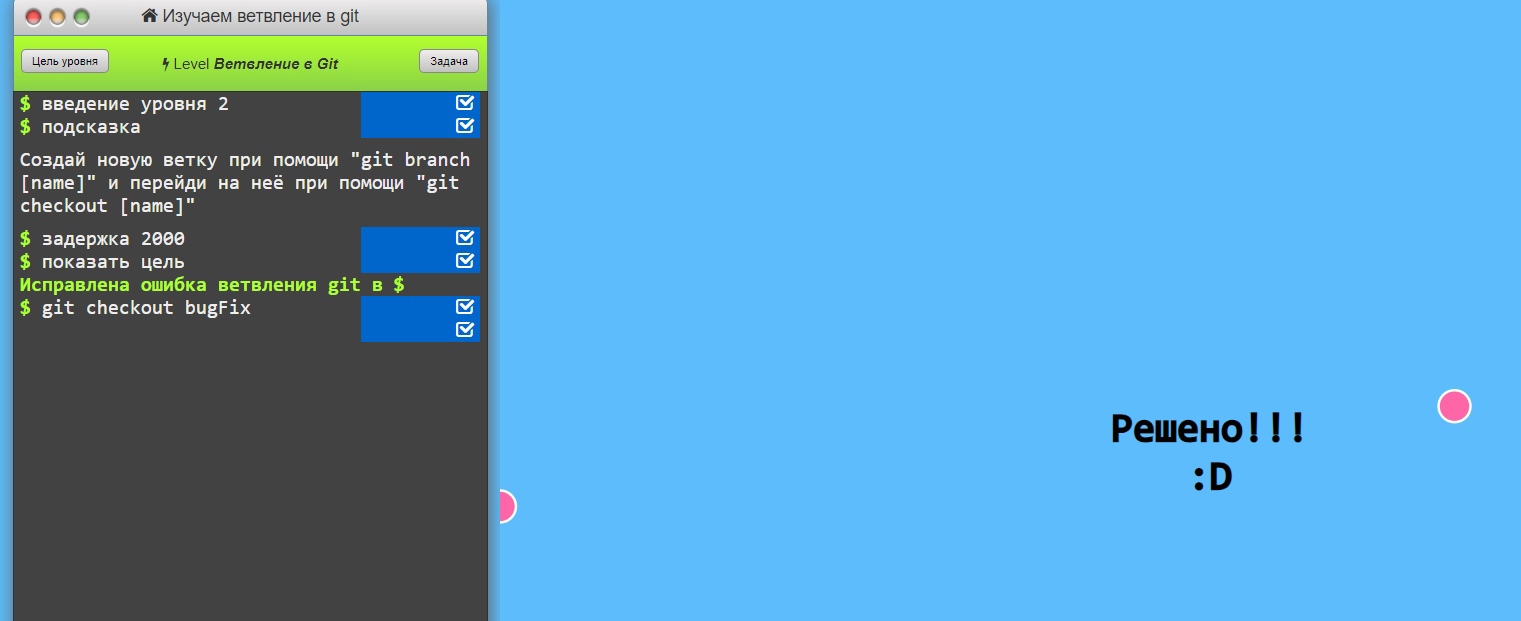 Изучаем ветвление в git
Цель уровня
Level Ветвление в Git
Задача
$ введение уровня 2
$ подсказка
Создай новую ветку при помощи "git branch
[name]" и перейди на неё при помощи "git
checkout [name]"
$ задержка 2000
$ показать цель
Исправлена ошибка ветвления git в $
$ git checkout bugFix
Решено!!!
:D